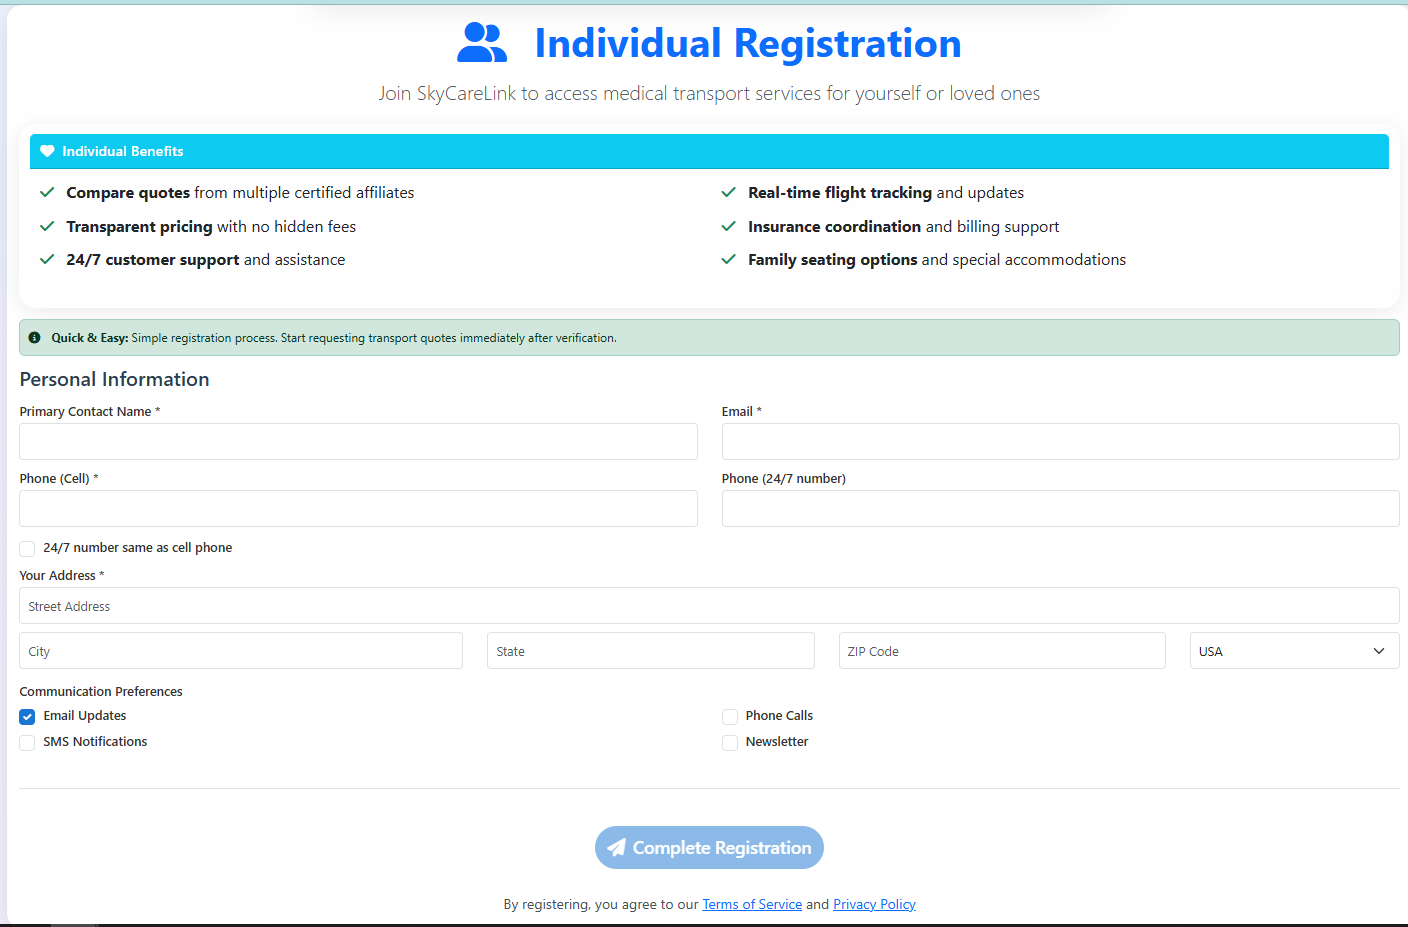 Individual Registration
Join SkyCareLink to access medical transport services for yourself or loved ones
Individual Benefits
Compare quotes from multiple certified affiliates
Real-time flight tracking and updates
Transparent pricing with no hidden fees
Insurance coordination and billing support
24/7 customer support and assistance
Family seating options and special accommodations
Quick & Easy: Simple registration process. Start requesting transport quotes immediately after verification.
Personal Information
Primary Contact Name *
Email *
Phone (Cell) *
Phone (24/7 number)
24/7 number same as cell phone
Your Address *
Street Address
City
State
ZIP Code
USA
Communication Preferences
Email Updates
Phone Calls
SMS Notifications
Newsletter
Complete Registration
By registering, you agree to our Terms of Service and Privacy Policy